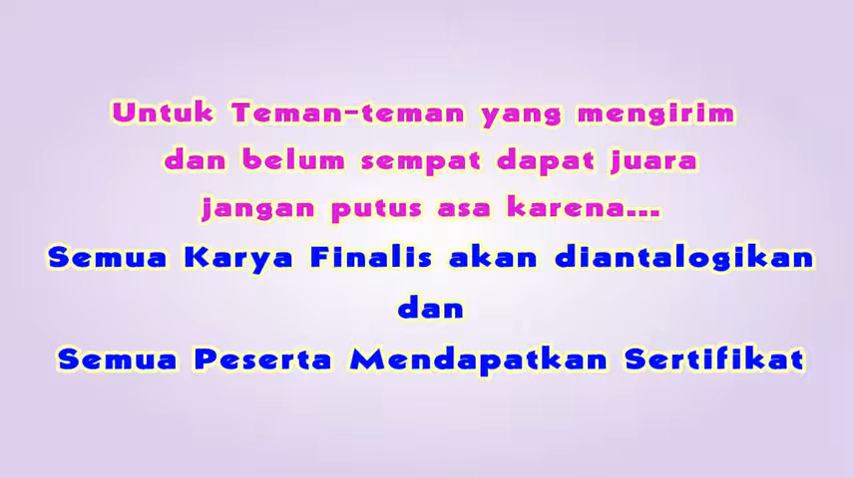 Untuk Teman-teman yang mengirim
dan belum sempat dapat juara
jangan putus asa karena...
Semua Karya Finalis akan diantalogikan
dan
Semua Peserta Mendapatkan Sertifikat